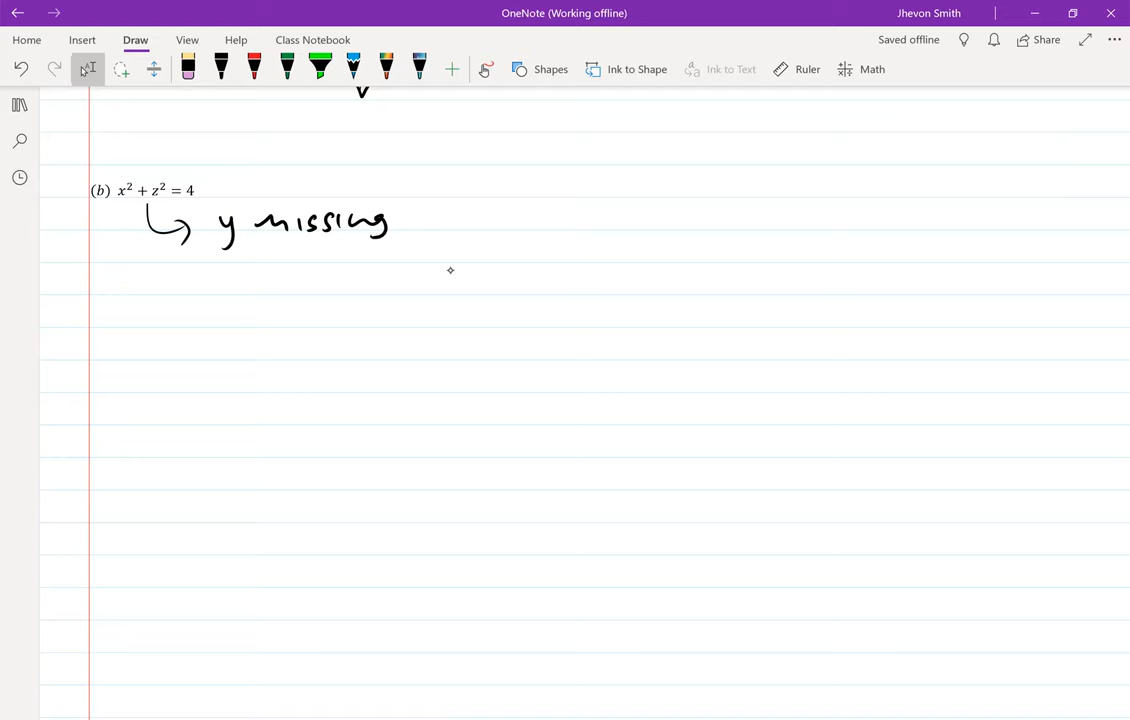 OneNote (Working offline)
Jhevon Smith
Home Insert Draw View Help Class Notebook
Saved offline
Share
Shapes Ink to Shape Ink to Text Ruler Math
(b) x² + z² = 4
y missing